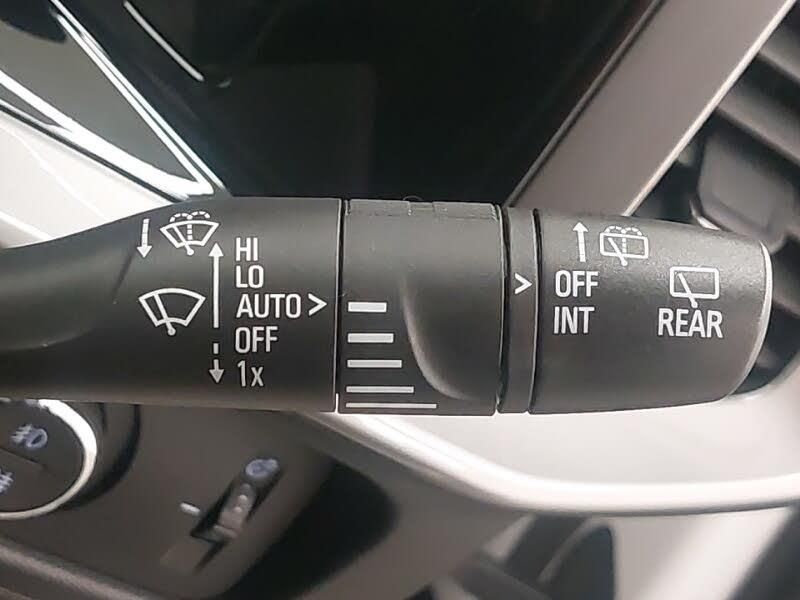 HI
LO
AUTO >
OFF
1x
>
OFF
INT
REAR